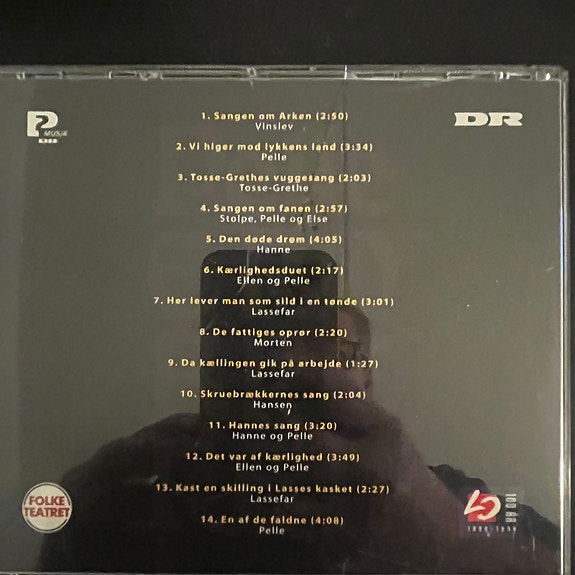 P2
MUSIK
DR
1. Sangen om Arken (2:50)
Vinslev
2. Vi higer mod lykkens land (3:34)
Pelle
3. Tosse-Grethes vuggesang (2:03)
Tosse-Grethe
4. Sangen om fanen (2:57)
Stolpe, Pelle og Else
5. Den døde drøm (4:05)
Hanne
6. Kærlighedsduet (2:17)
Ellen og Pelle
7. Her lever man som sild i en tønde (3:01)
Lassefar
8. De fattiges oprør (2:20)
Morten
9. Da kællingen gik på arbejde (1:27)
Lassefar
10. Skruebrækkernes sang (2:04)
Hansen
11. Hannes sang (3:20)
Hanne og Pelle
12. Det var af kærlighed (3:49)
Ellen og Pelle
13. Kast en skilling i Lasses kasket (2:27)
Lassefar
14. En af de faldne (4:08)
Pelle
FOLKE
TEATRET
LO
100 ÅR
1898-1998